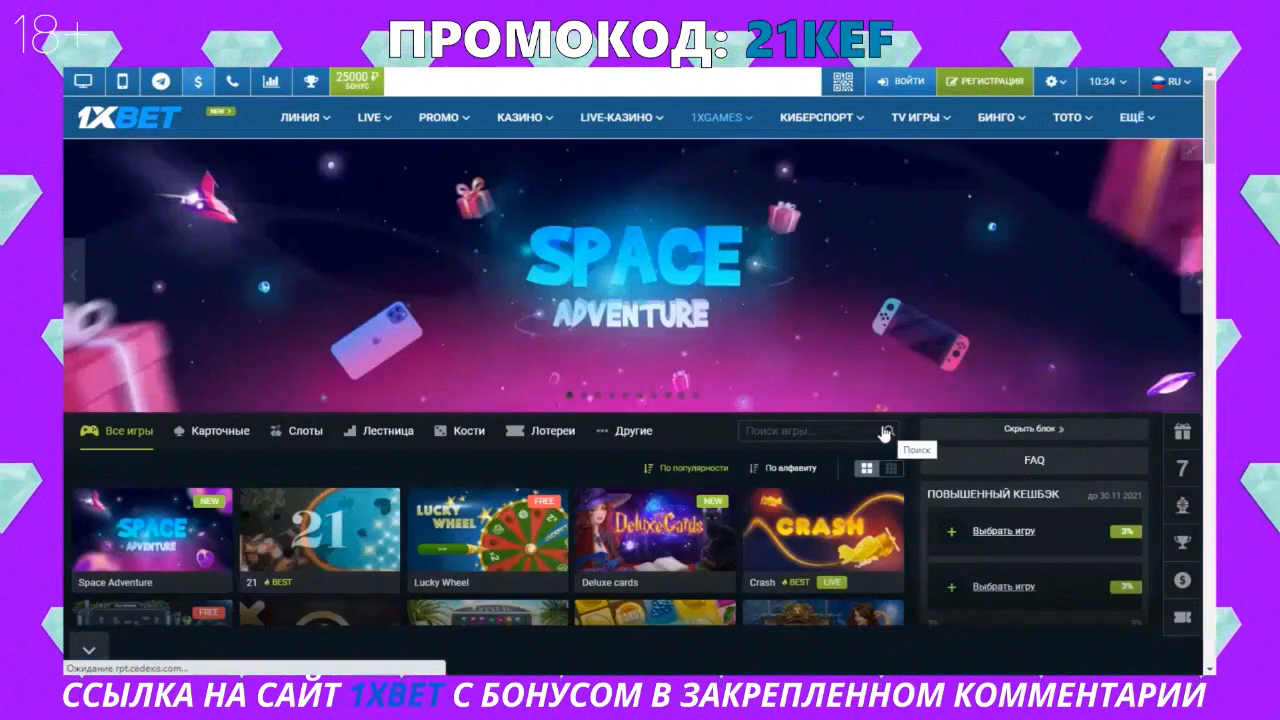 18+
ПРОМОКОД: 21KEF
25000 ₽
БОНУС
ВОЙТИ
РЕГИСТРАЦИЯ
10:34
RU
1XBET
NEW >
ЛИНИЯ
LIVE
PROMO
КАЗИНО
LIVE-КАЗИНО
1XGAMES
КИБЕРСПОРТ
TV ИГРЫ
БИНГО
ТОТО
ЕЩЁ
SPACE
ADVENTURE
Все игры
Карточные
Слоты
Лестница
Кости
Лотереи
Другие
Поиск игры...
Поиск
Скрыть блок
FAQ
По популярности
По алфавиту
ПОВЫШЕННЫЙ КЕШБЭК
до 30.11.2021
Выбрать игру
3%
Выбрать игру
3%
NEW
SPACE
ADVENTURE
Space Adventure
21
21
BEST
FREE
LUCKY
WHEEL
Lucky Wheel
NEW
DeluxeCards
Deluxe cards
CRASH
Crash
BEST
LIVE
FREE
7
Ожидание rpt.cedexis.com...
ССЫЛКА НА САЙТ 1XBET С БОНУСОМ В ЗАКРЕПЛЕННОМ КОММЕНТАРИИ